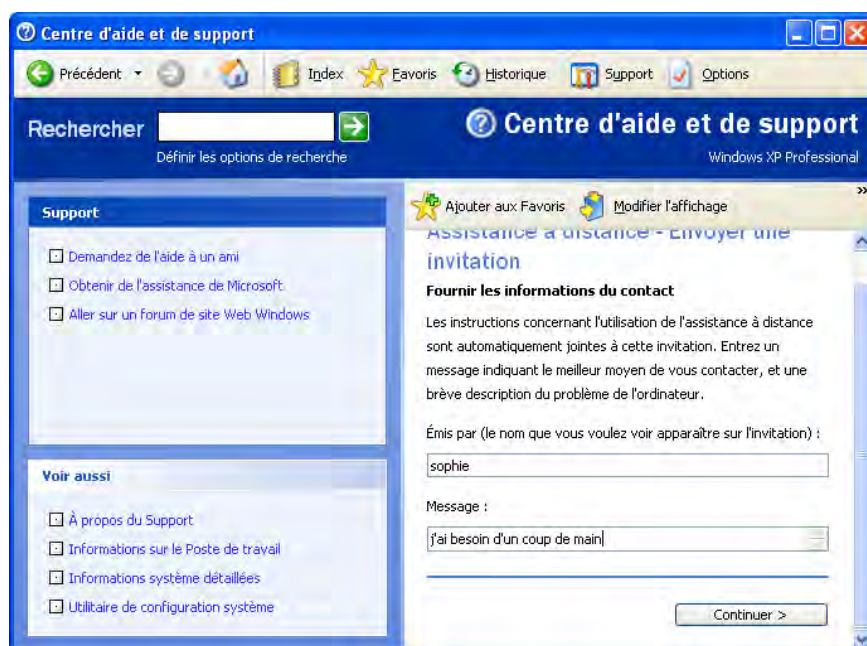 Centre d'aide et de support
Précédent
Index
Favoris
Historique
Support
Options
Rechercher
Définir les options de recherche
Centre d'aide et de support
Windows XP Professional
Support
Demandez de l'aide à un ami
Obtenir de l'assistance de Microsoft
Aller sur un forum de site Web Windows
Voir aussi
À propos du Support
Informations sur le Poste de travail
Informations système détaillées
Utilitaire de configuration système
Ajouter aux Favoris
Modifier l'affichage
»
Assistance à distance - Envoyer une
invitation
Fournir les informations du contact
Les instructions concernant l'utilisation de l'assistance à distance
sont automatiquement jointes à cette invitation. Entrez un
message indiquant le meilleur moyen de vous contacter, et une
brève description du problème de l'ordinateur.
Émis par (le nom que vous voulez voir apparaître sur l'invitation) :
sophie
Message :
j'ai besoin d'un coup de main
Continuer >